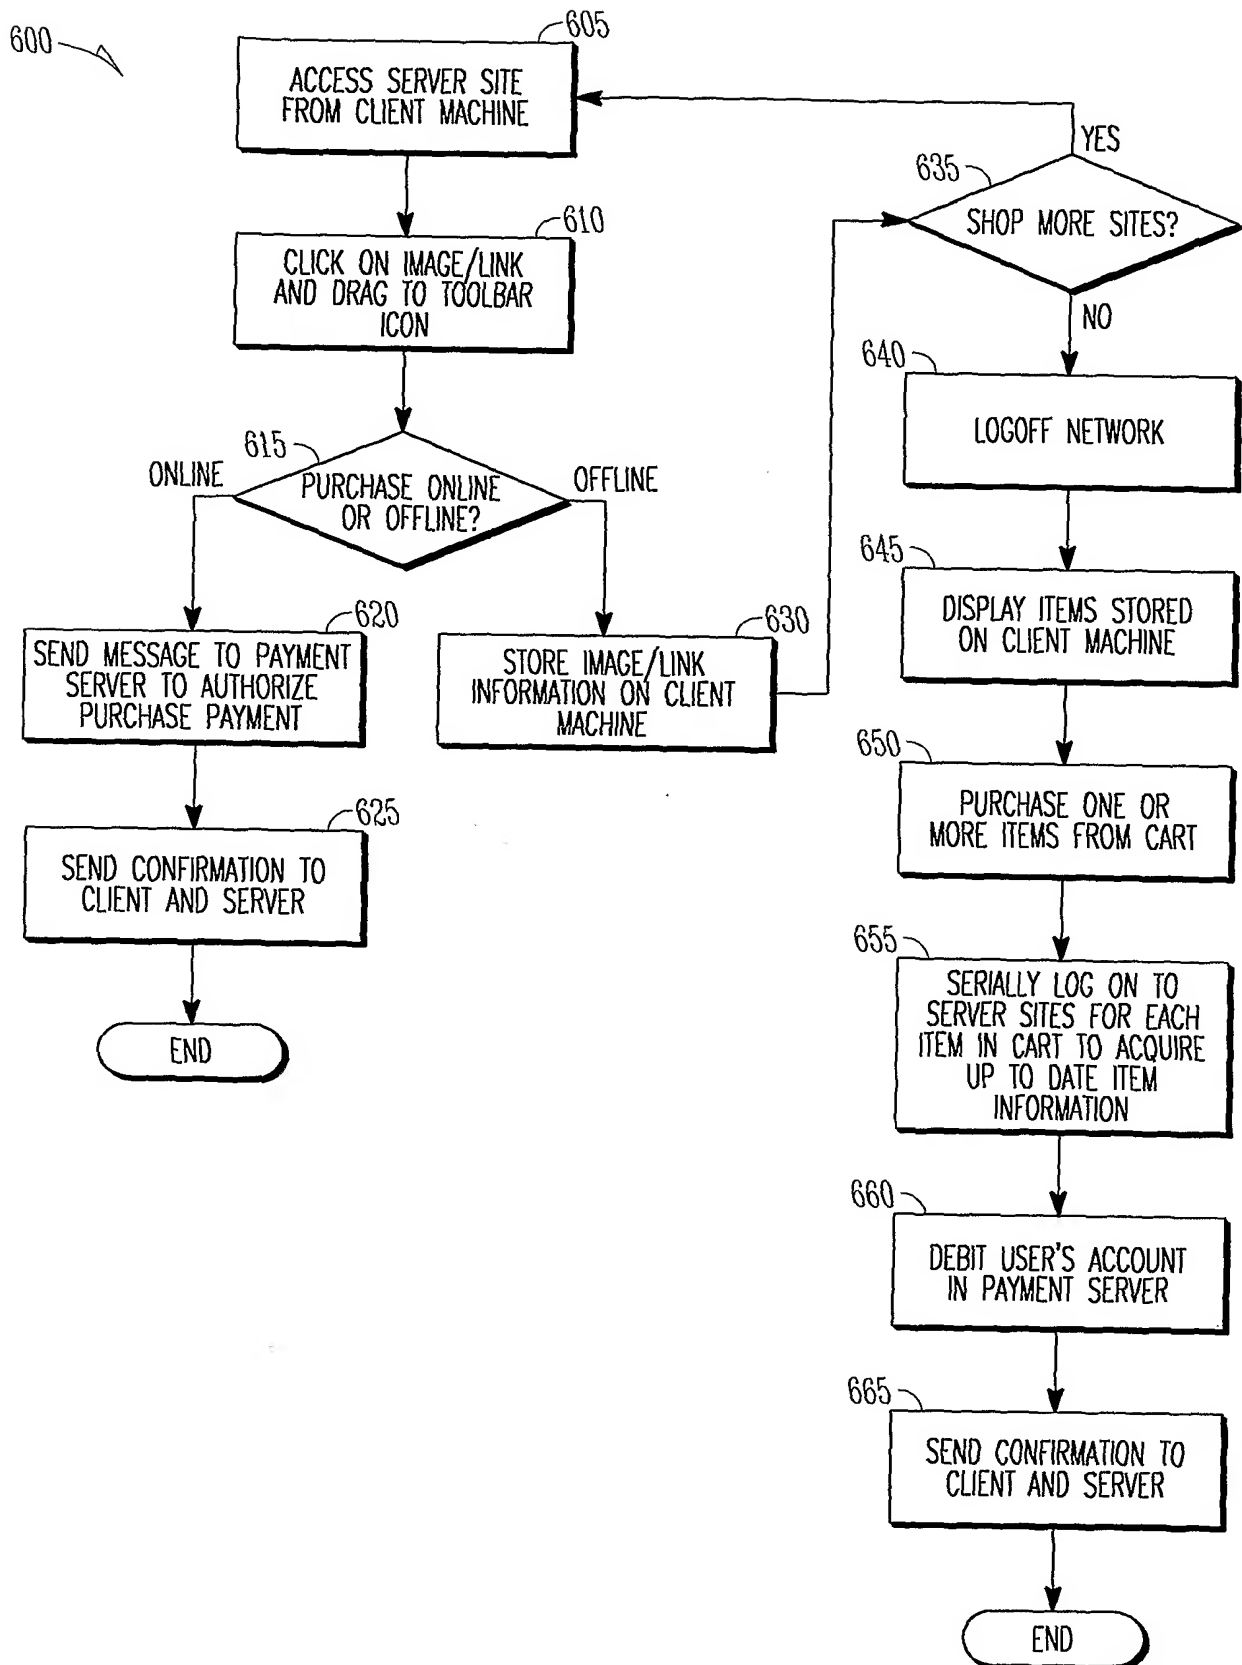 600
605
ACCESS SERVER SITE
FROM CLIENT MACHINE
610
CLICK ON IMAGE/LINK
AND DRAG TO TOOLBAR
ICON
615
PURCHASE ONLINE
OR OFFLINE?
ONLINE
OFFLINE
620
SEND MESSAGE TO PAYMENT
SERVER TO AUTHORIZE
PURCHASE PAYMENT
625
SEND CONFIRMATION TO
CLIENT AND SERVER
END
630
STORE IMAGE/LINK
INFORMATION ON CLIENT
MACHINE
635
SHOP MORE SITES?
YES
NO
640
LOGOFF NETWORK
645
DISPLAY ITEMS STORED
ON CLIENT MACHINE
650
PURCHASE ONE OR
MORE ITEMS FROM CART
655
SERIALLY LOG ON TO
SERVER SITES FOR EACH
ITEM IN CART TO ACQUIRE
UP TO DATE ITEM
INFORMATION
660
DEBIT USER'S ACCOUNT
IN PAYMENT SERVER
665
SEND CONFIRMATION TO
CLIENT AND SERVER
END